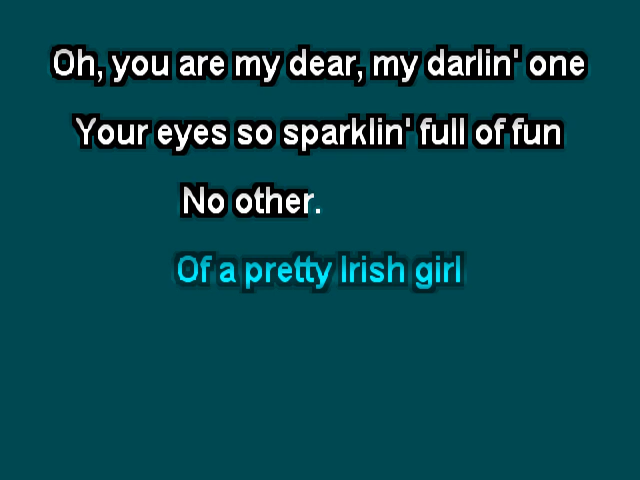 Oh, you are my dear, my darlin' one
Your eyes so sparklin' full of fun
No other.
Of a pretty Irish girl